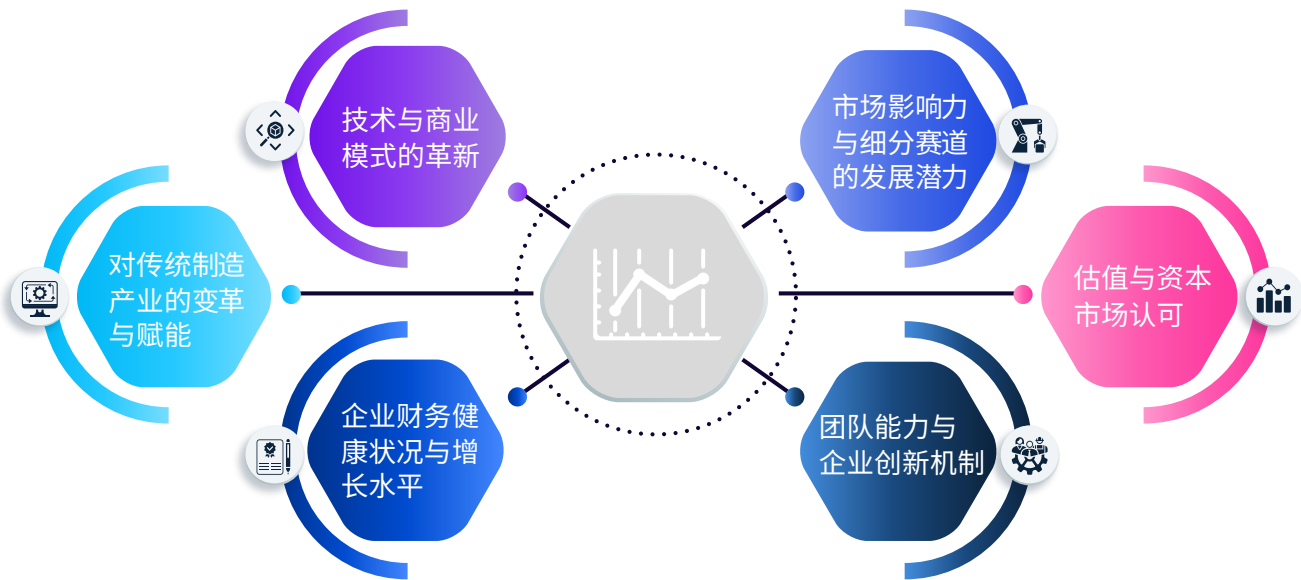 技术与商业
模式的革新
市场影响力
与细分赛道
的发展潜力
对传统制造
产业的变革
与赋能
估值与资本
市场认可
企业财务健
康状况与增
长水平
团队能力与
企业创新机制